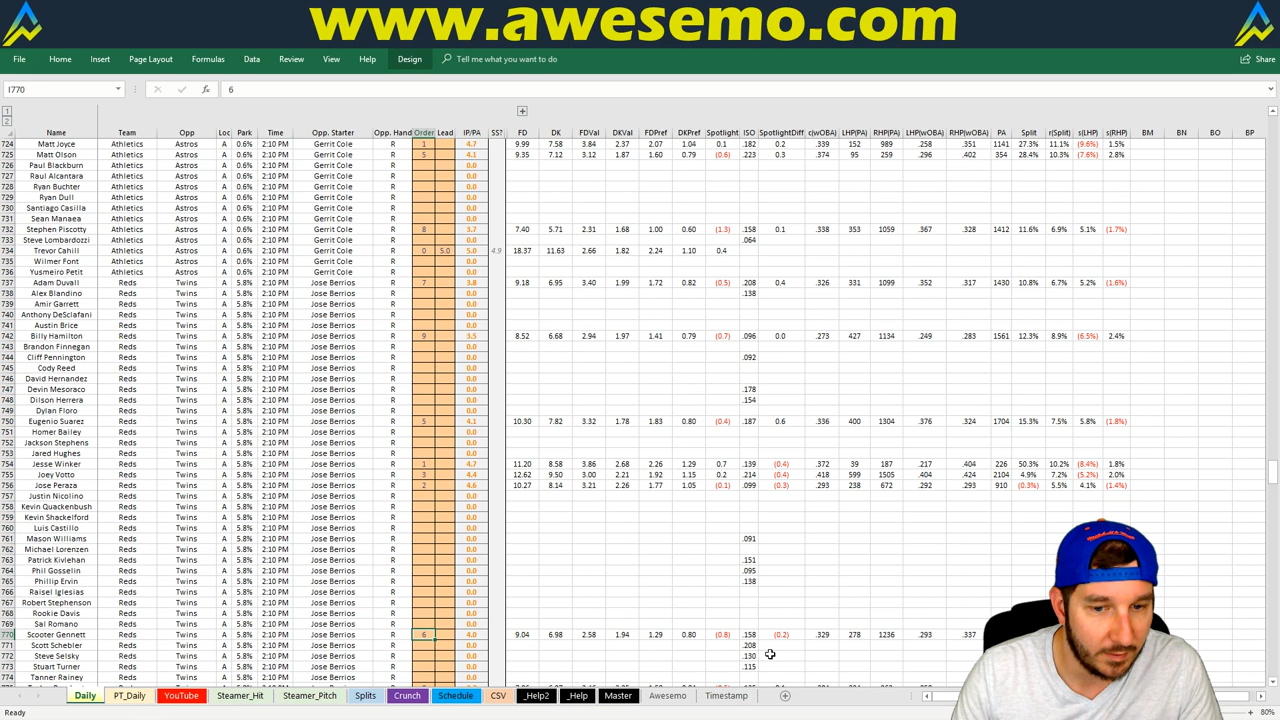 www.awesemo.com
File Home Insert Page Layout Formulas Data Review View Help Design Tell me what you want to do Share
I770 6
1
2
Name Team Opp Loc Park Time Opp. Starter Opp. Hand Order Lead IP/PA SS? FD DK FDVal DKVal FDPref DKPref Spotlight ISO SpotlightDiff c(wOBA) LHP(PA) RHP(PA) LHP(wOBA) RHP(wOBA) PA Split r(Split) s(LHP) s(RHP) BM BN BO BP
724 Matt Joyce Athletics Astros A 0.6% 2:10 PM Gerrit Cole R 1 4.7 9.99 7.58 3.84 2.37 2.07 1.04 0.1 .182 0.2 .339 152 989 .258 .351 1141 27.3% 11.1% (9.6%) 1.5%
725 Matt Olson Athletics Astros A 0.6% 2:10 PM Gerrit Cole R 5 4.1 9.35 7.12 3.12 1.87 1.60 0.79 (0.6) .223 0.3 .374 95 259 .296 .402 354 28.4% 10.3% (7.6%) 2.8%
726 Paul Blackburn Athletics Astros A 0.6% 2:10 PM Gerrit Cole R 0.0
727 Raul Alcantara Athletics Astros A 0.6% 2:10 PM Gerrit Cole R 0.0
728 Ryan Buchter Athletics Astros A 0.6% 2:10 PM Gerrit Cole R 0.0
729 Ryan Dull Athletics Astros A 0.6% 2:10 PM Gerrit Cole R 0.0
730 Santiago Casilla Athletics Astros A 0.6% 2:10 PM Gerrit Cole R 0.0
731 Sean Manaea Athletics Astros A 0.6% 2:10 PM Gerrit Cole R 0.0
732 Stephen Piscotty Athletics Astros A 0.6% 2:10 PM Gerrit Cole R 8 3.7 7.40 5.71 2.31 1.68 1.00 0.60 (1.3) .158 0.1 .338 353 1059 .367 .328 1412 11.6% 6.9% 5.1% (1.7%)
733 Steve Lombardozzi Athletics Astros A 0.6% 2:10 PM Gerrit Cole R 0.0 .064
734 Trevor Cahill Athletics Astros A 0.6% 2:10 PM Gerrit Cole R 0 5.0 5.0 4.9 18.37 11.63 2.66 1.82 2.24 1.10 0.4
735 Wilmer Font Athletics Astros A 0.6% 2:10 PM Gerrit Cole R 0.0
736 Yusmeiro Petit Athletics Astros A 0.6% 2:10 PM Gerrit Cole R 0.0
737 Adam Duvall Reds Twins A 5.8% 2:10 PM Jose Berrios R 7 3.8 9.18 6.95 3.40 1.99 1.72 0.82 (0.5) .208 0.4 .326 331 1099 .352 .317 1430 10.8% 6.7% 5.2% (1.6%)
738 Alex Blandino Reds Twins A 5.8% 2:10 PM Jose Berrios R 0.0 .138
739 Amir Garrett Reds Twins A 5.8% 2:10 PM Jose Berrios R 0.0
740 Anthony DeSclafani Reds Twins A 5.8% 2:10 PM Jose Berrios R 0.0
741 Austin Brice Reds Twins A 5.8% 2:10 PM Jose Berrios R 0.0
742 Billy Hamilton Reds Twins A 5.8% 2:10 PM Jose Berrios R 9 3.5 8.52 6.68 2.94 1.97 1.41 0.79 (0.7) .096 0.0 .273 427 1134 .249 .283 1561 12.3% 8.9% (6.5%) 2.4%
743 Brandon Finnegan Reds Twins A 5.8% 2:10 PM Jose Berrios R 0.0
744 Cliff Pennington Reds Twins A 5.8% 2:10 PM Jose Berrios R 0.0 .092
745 Cody Reed Reds Twins A 5.8% 2:10 PM Jose Berrios R 0.0
746 David Hernandez Reds Twins A 5.8% 2:10 PM Jose Berrios R 0.0
747 Devin Mesoraco Reds Twins A 5.8% 2:10 PM Jose Berrios R 0.0 .178
748 Dilson Herrera Reds Twins A 5.8% 2:10 PM Jose Berrios R 0.0 .154
749 Dylan Floro Reds Twins A 5.8% 2:10 PM Jose Berrios R 0.0
750 Eugenio Suarez Reds Twins A 5.8% 2:10 PM Jose Berrios R 5 4.1 10.30 7.82 3.32 1.78 1.83 0.80 (0.4) .187 0.6 .336 400 1304 .376 .324 1704 15.3% 7.5% 5.8% (1.8%)
751 Homer Bailey Reds Twins A 5.8% 2:10 PM Jose Berrios R 0.0
752 Jackson Stephens Reds Twins A 5.8% 2:10 PM Jose Berrios R 0.0
753 Jared Hughes Reds Twins A 5.8% 2:10 PM Jose Berrios R 0.0
754 Jesse Winker Reds Twins A 5.8% 2:10 PM Jose Berrios R 1 4.7 11.20 8.58 3.86 2.68 2.26 1.29 0.7 .139 (0.4) .372 39 187 .217 .404 226 50.3% 10.2% (8.4%) 1.8%
755 Joey Votto Reds Twins A 5.8% 2:10 PM Jose Berrios R 3 4.4 12.62 9.50 3.00 2.21 1.92 1.15 0.2 .214 (0.4) .418 599 1505 .404 .424 2104 4.9% 7.2% (5.2%) 2.0%
756 Jose Peraza Reds Twins A 5.8% 2:10 PM Jose Berrios R 2 4.6 10.27 8.14 3.21 2.26 1.77 1.05 (0.1) .099 (0.3) .293 238 672 .292 .293 910 (0.3%) 5.5% 4.1% (1.4%)
757 Justin Nicolino Reds Twins A 5.8% 2:10 PM Jose Berrios R 0.0
758 Kevin Quackenbush Reds Twins A 5.8% 2:10 PM Jose Berrios R 0.0
759 Kevin Shackelford Reds Twins A 5.8% 2:10 PM Jose Berrios R 0.0
760 Luis Castillo Reds Twins A 5.8% 2:10 PM Jose Berrios R 0.0
761 Mason Williams Reds Twins A 5.8% 2:10 PM Jose Berrios R 0.0 .091
762 Michael Lorenzen Reds Twins A 5.8% 2:10 PM Jose Berrios R 0.0
763 Patrick Kivlehan Reds Twins A 5.8% 2:10 PM Jose Berrios R 0.0 .151
764 Phil Gosselin Reds Twins A 5.8% 2:10 PM Jose Berrios R 0.0 .095
765 Phillip Ervin Reds Twins A 5.8% 2:10 PM Jose Berrios R 0.0 .138
766 Raisel Iglesias Reds Twins A 5.8% 2:10 PM Jose Berrios R 0.0
767 Robert Stephenson Reds Twins A 5.8% 2:10 PM Jose Berrios R 0.0
768 Rookie Davis Reds Twins A 5.8% 2:10 PM Jose Berrios R 0.0
769 Sal Romano Reds Twins A 5.8% 2:10 PM Jose Berrios R 0.0
770 Scooter Gennett Reds Twins A 5.8% 2:10 PM Jose Berrios R 6 4.0 9.04 6.98 2.58 1.94 1.29 0.80 (0.8) .158 (0.2) .329 278 1236 .293 .337
771 Scott Schebler Reds Twins A 5.8% 2:10 PM Jose Berrios R 0.0 .208
772 Steve Selsky Reds Twins A 5.8% 2:10 PM Jose Berrios R 0.0 .130
773 Stuart Turner Reds Twins A 5.8% 2:10 PM Jose Berrios R 0.0 .115
774 Tanner Rainey Reds Twins A 5.8% 2:10 PM Jose Berrios R 0.0
Daily PT_Daily YouTube Steamer_Hit Steamer_Pitch Splits Crunch Schedule CSV _Help2 _Help Master Awesemo Timestamp
Ready 80%